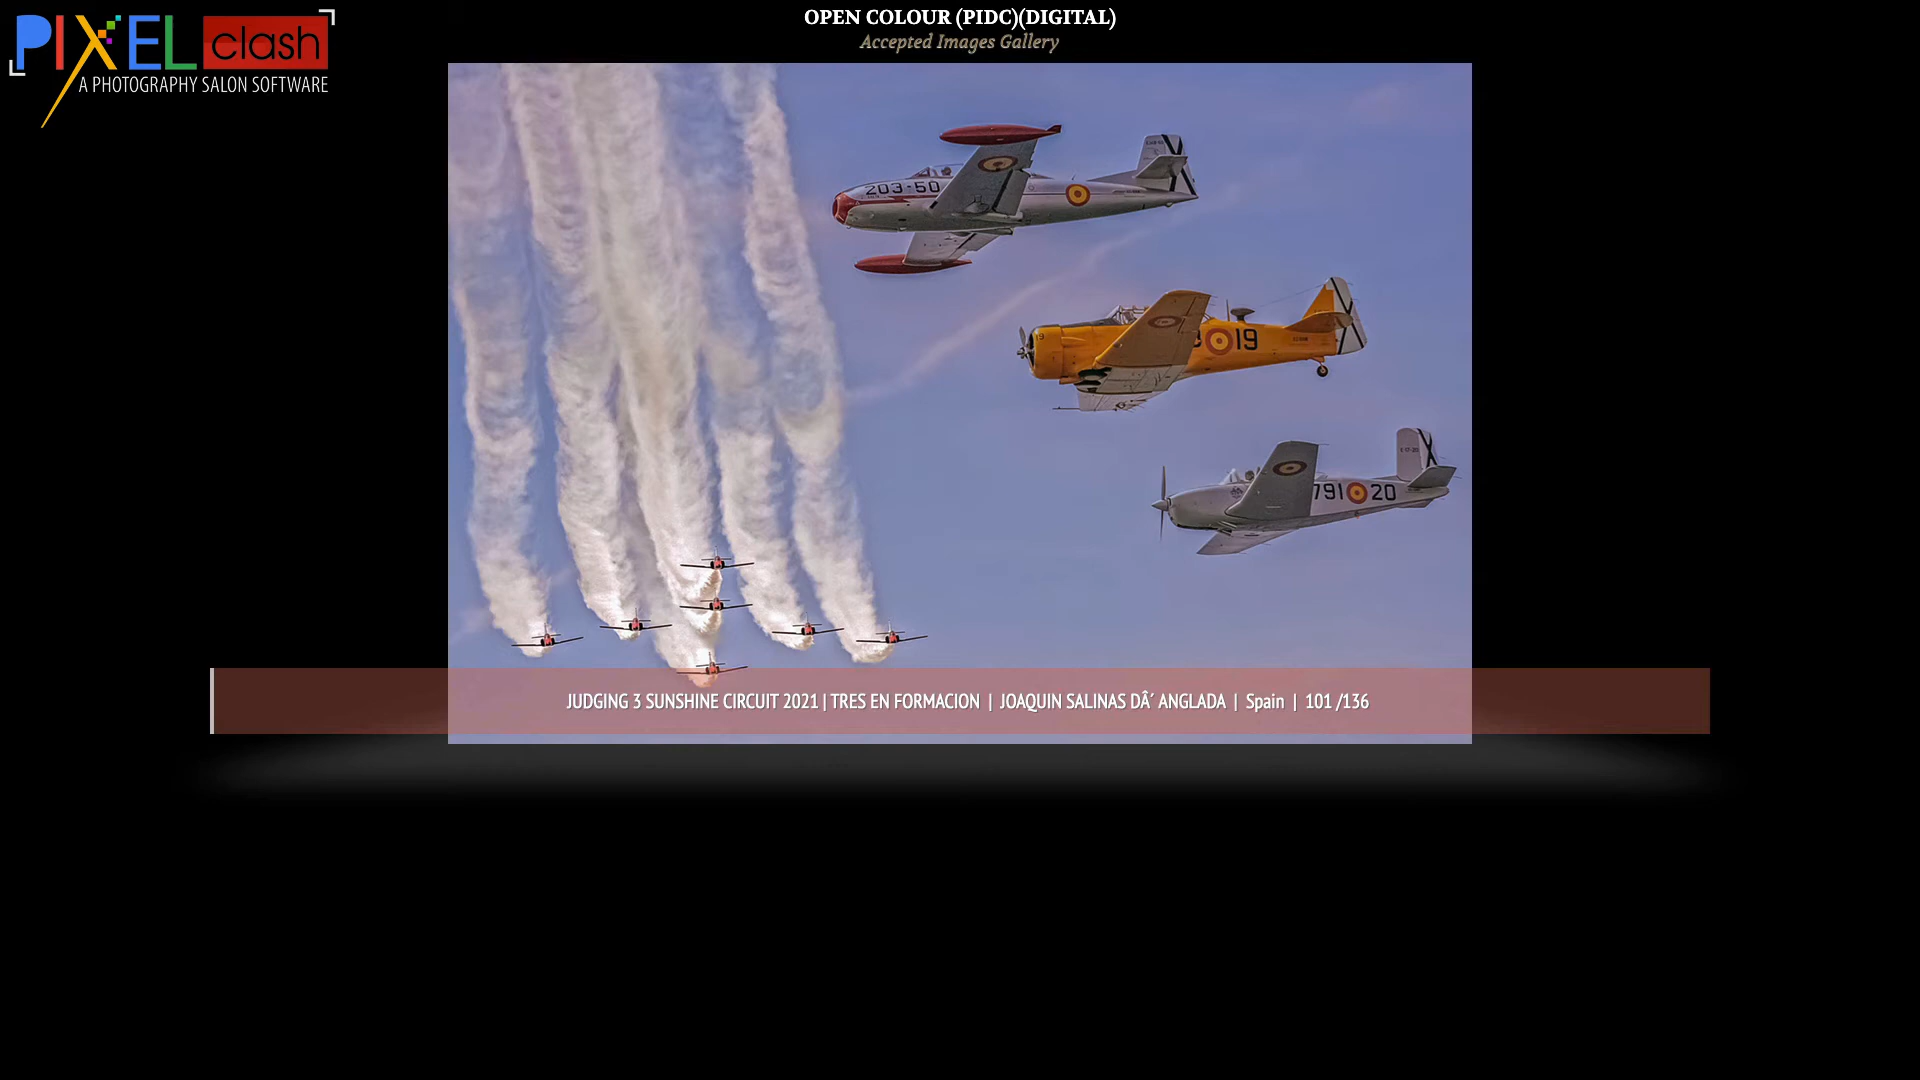 PIXEL clash
A PHOTOGRAPHY SALON SOFTWARE
OPEN COLOUR (PIDC)(DIGITAL)
Accepted Images Gallery
203-50
19
19
791 20
JUDGING 3 SUNSHINE CIRCUIT 2021 | TRES EN FORMACION | JOAQUIN SALINAS DÂ´ ANGLADA | Spain | 101 /136